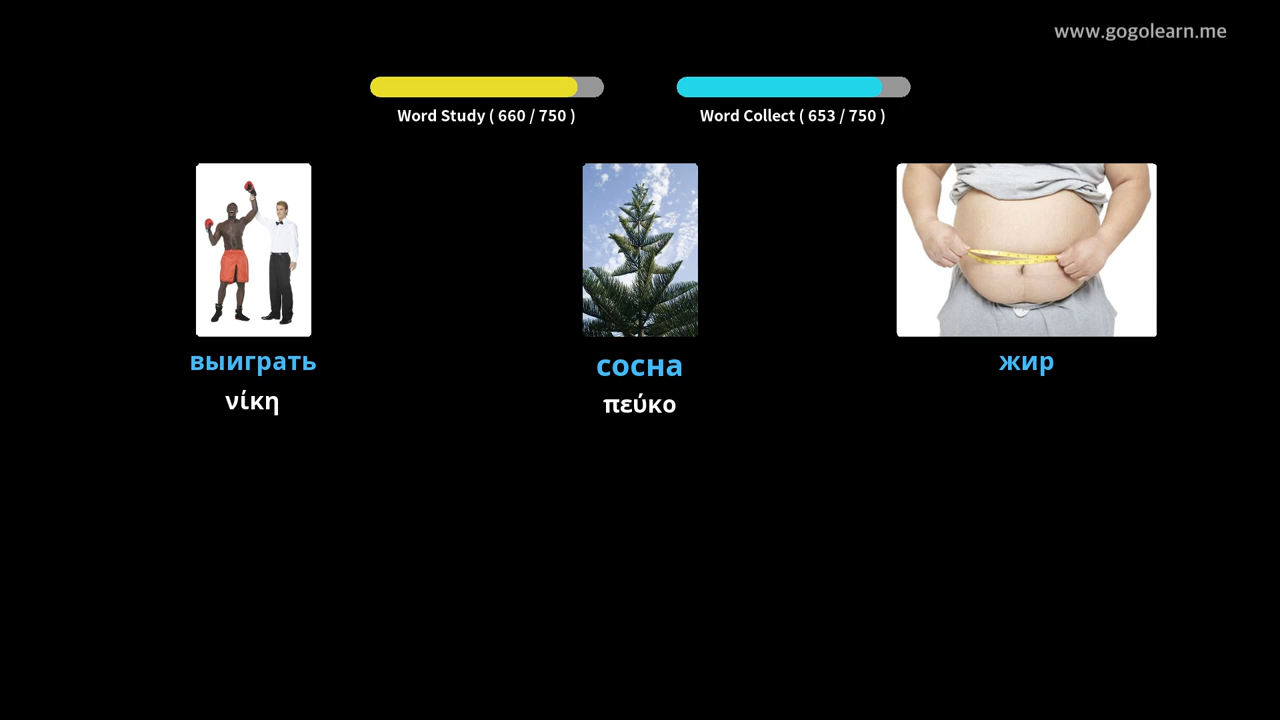 www.gogolearn.me
Word Study ( 660 / 750 )
Word Collect ( 653 / 750 )
выиграть
νίκη
сосна
πεύκο
жир